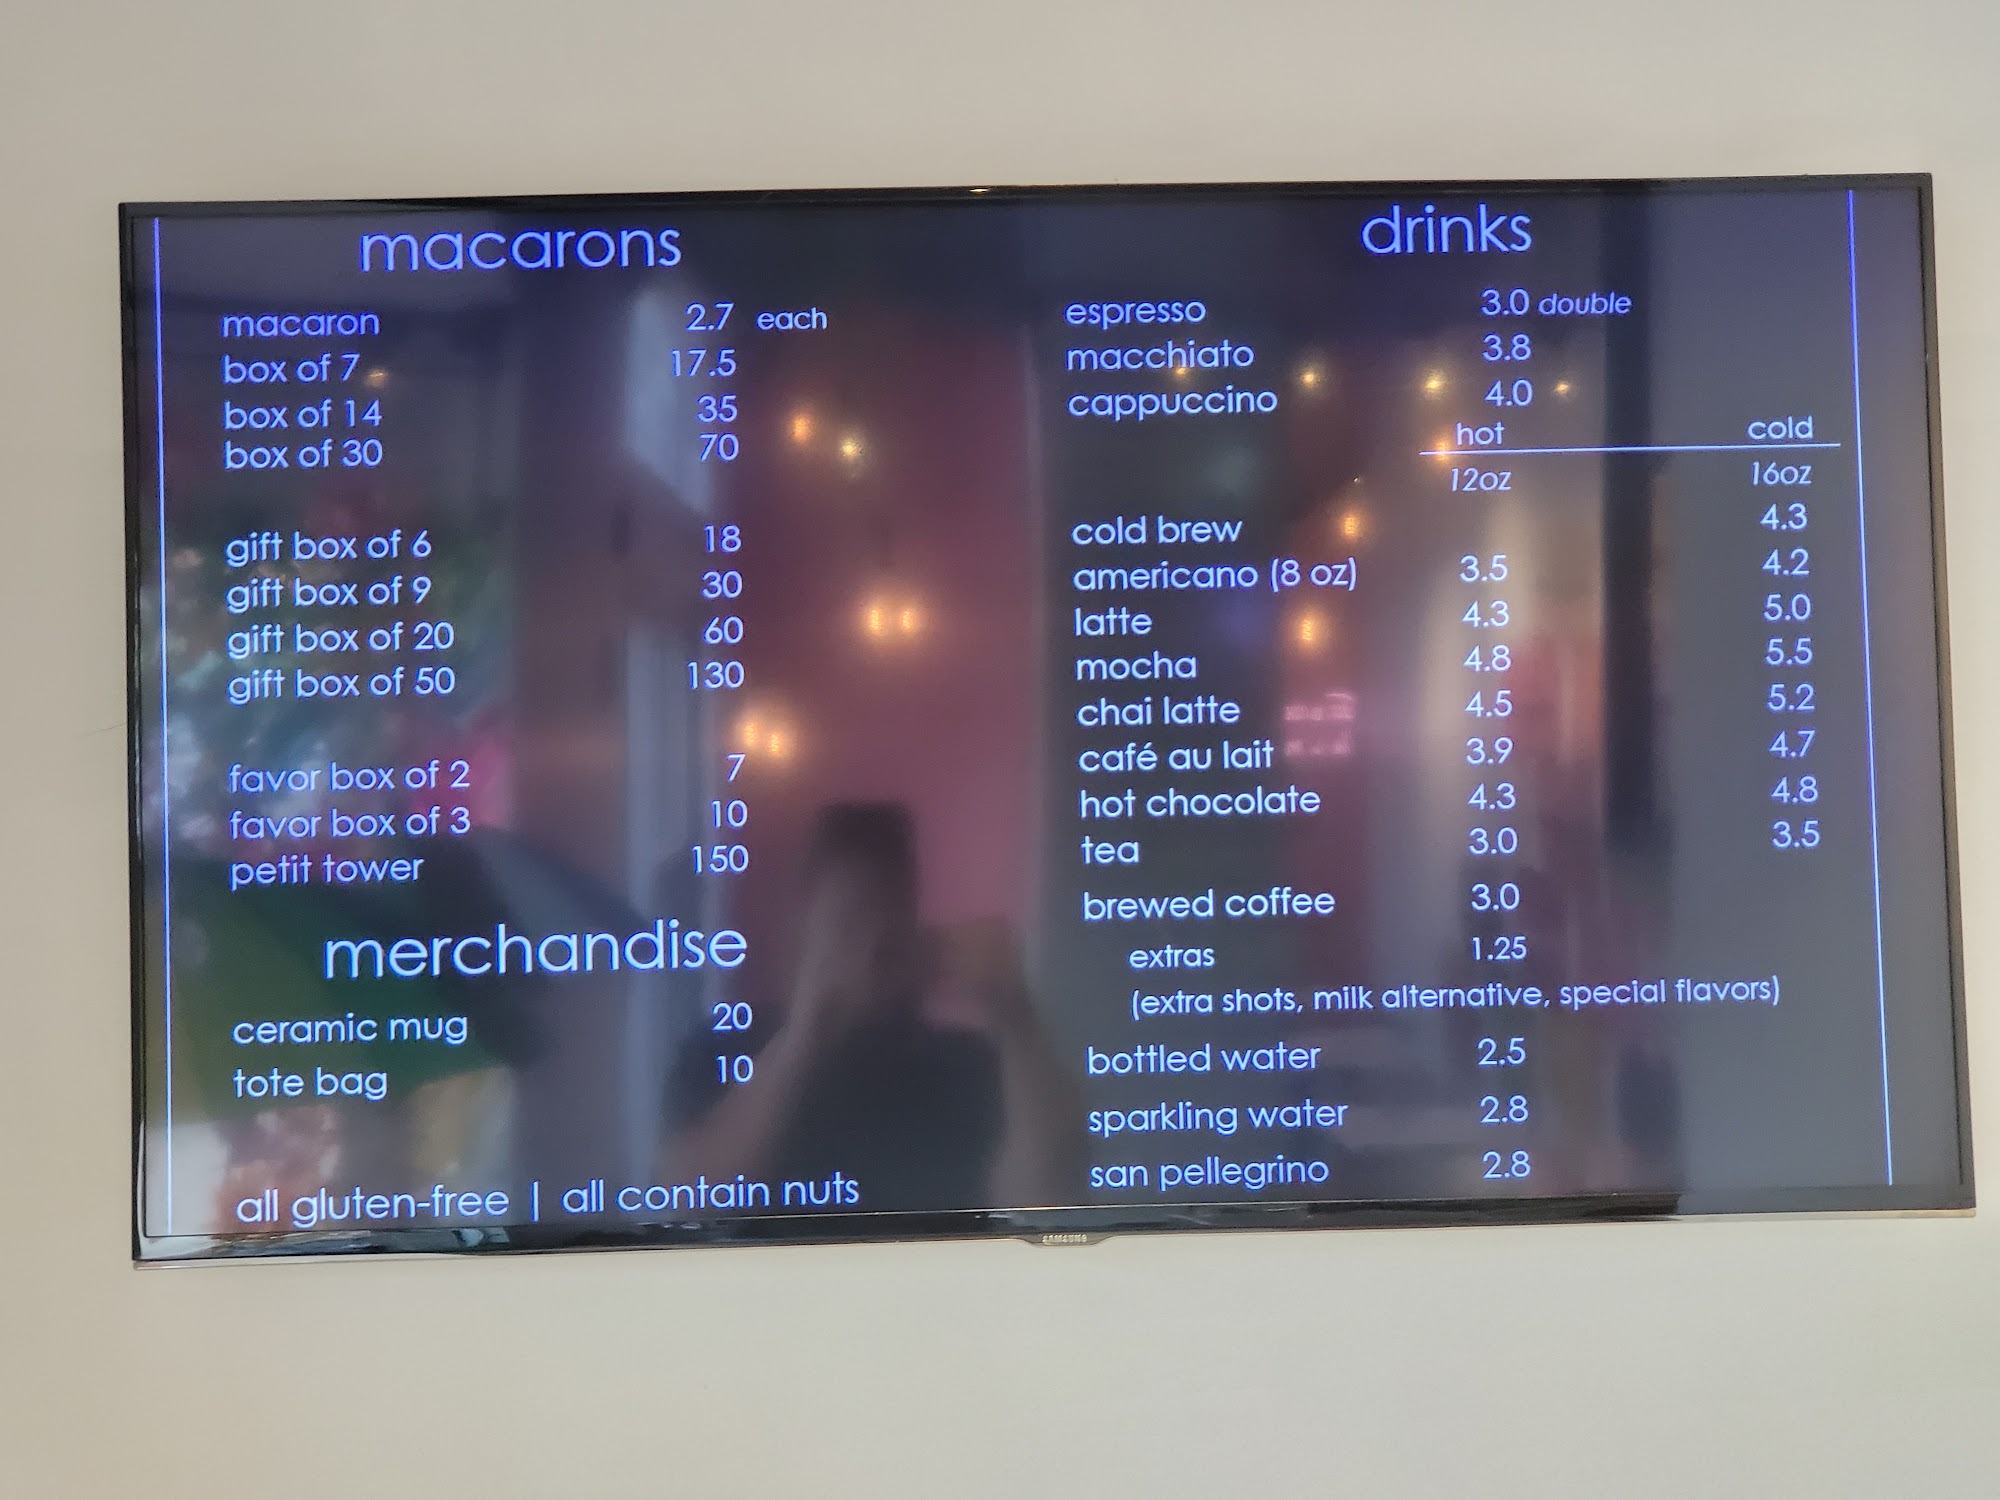 macarons
macaron 2.7 each
box of 7 17.5
box of 14 35
box of 30 70
gift box of 6 18
gift box of 9 30
gift box of 20 60
gift box of 50 130
favor box of 2 7
favor box of 3 10
petit tower 150
merchandise
ceramic mug 20
tote bag 10
all gluten-free | all contain nuts
drinks
espresso 3.0 double
macchiato 3.8
cappuccino 4.0
hot cold
12oz 16oz
cold brew 4.3
americano (8 oz) 3.5 4.2
latte 4.3 5.0
mocha 4.8 5.5
chai latte 4.5 5.2
café au lait 3.9 4.7
hot chocolate 4.3 4.8
tea 3.0 3.5
brewed coffee 3.0
extras 1.25
(extra shots, milk alternative, special flavors)
bottled water 2.5
sparkling water 2.8
san pellegrino 2.8
SAMSUNG